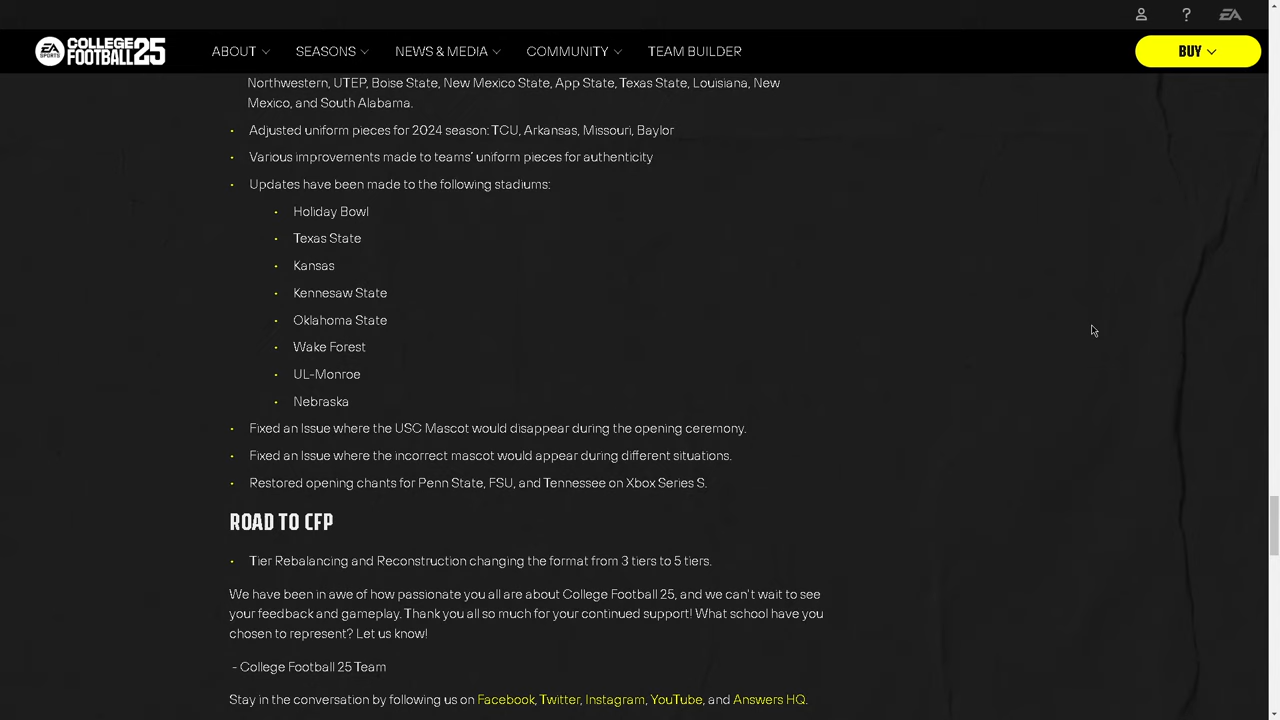 EA
EA SPORTS COLLEGE FOOTBALL 25
ABOUT SEASONS NEWS & MEDIA COMMUNITY TEAM BUILDER BUY
Northwestern, UTEP, Boise State, New Mexico State, App State, Texas State, Louisiana, New
Mexico, and South Alabama.
• Adjusted uniform pieces for 2024 season: TCU, Arkansas, Missouri, Baylor
• Various improvements made to teams’ uniform pieces for authenticity
• Updates have been made to the following stadiums:
• Holiday Bowl
• Texas State
• Kansas
• Kennesaw State
• Oklahoma State
• Wake Forest
• UL-Monroe
• Nebraska
• Fixed an Issue where the USC Mascot would disappear during the opening ceremony.
• Fixed an Issue where the incorrect mascot would appear during different situations.
• Restored opening chants for Penn State, FSU, and Tennessee on Xbox Series S.
ROAD TO CFP
• Tier Rebalancing and Reconstruction changing the format from 3 tiers to 5 tiers.
We have been in awe of how passionate you all are about College Football 25, and we can't wait to see
your feedback and gameplay. Thank you all so much for your continued support! What school have you
chosen to represent? Let us know!
- College Football 25 Team
Stay in the conversation by following us on Facebook, Twitter, Instagram, YouTube, and Answers HQ.